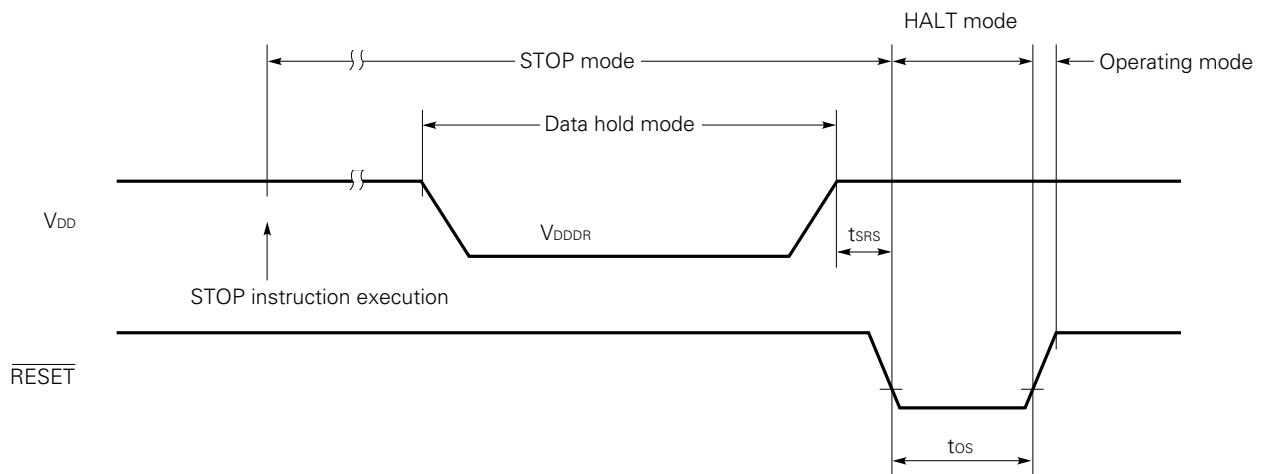 HALT mode
STOP mode
Operating mode
Data hold mode
VDD
VDDDR
tSRS
STOP instruction execution
RESET
tOS